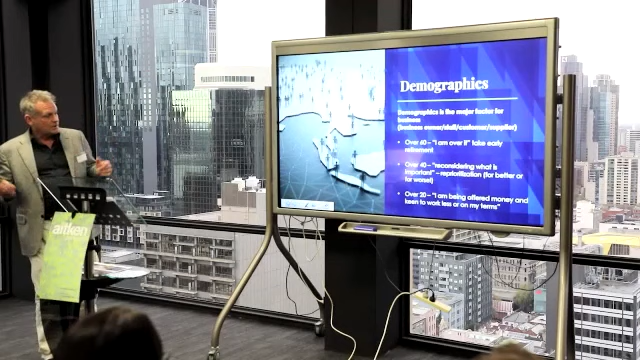 Demographics
Demographics is the major factor for
business
(business owner/staff/customer/supplier)
• Over 60 – "I am over it" take early
retirement
• Over 40 – "reconsidering what is
important" – reprioritization (for better or
for worse)
• Over 20 – "I am being offered money and
keen to work less or on my terms"
aitken